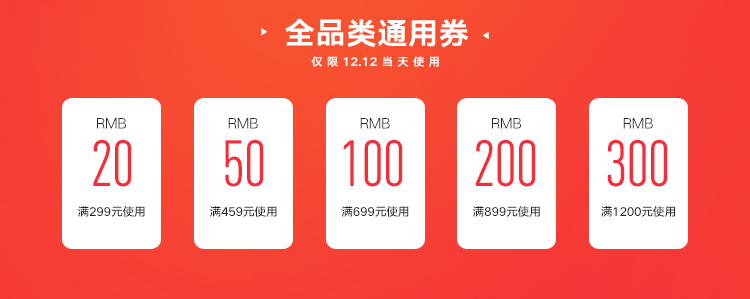 全品类通用券
仅限12.12当天使用
RMB
20
满299元使用
RMB
50
满459元使用
RMB
100
满699元使用
RMB
200
满899元使用
RMB
300
满1200元使用